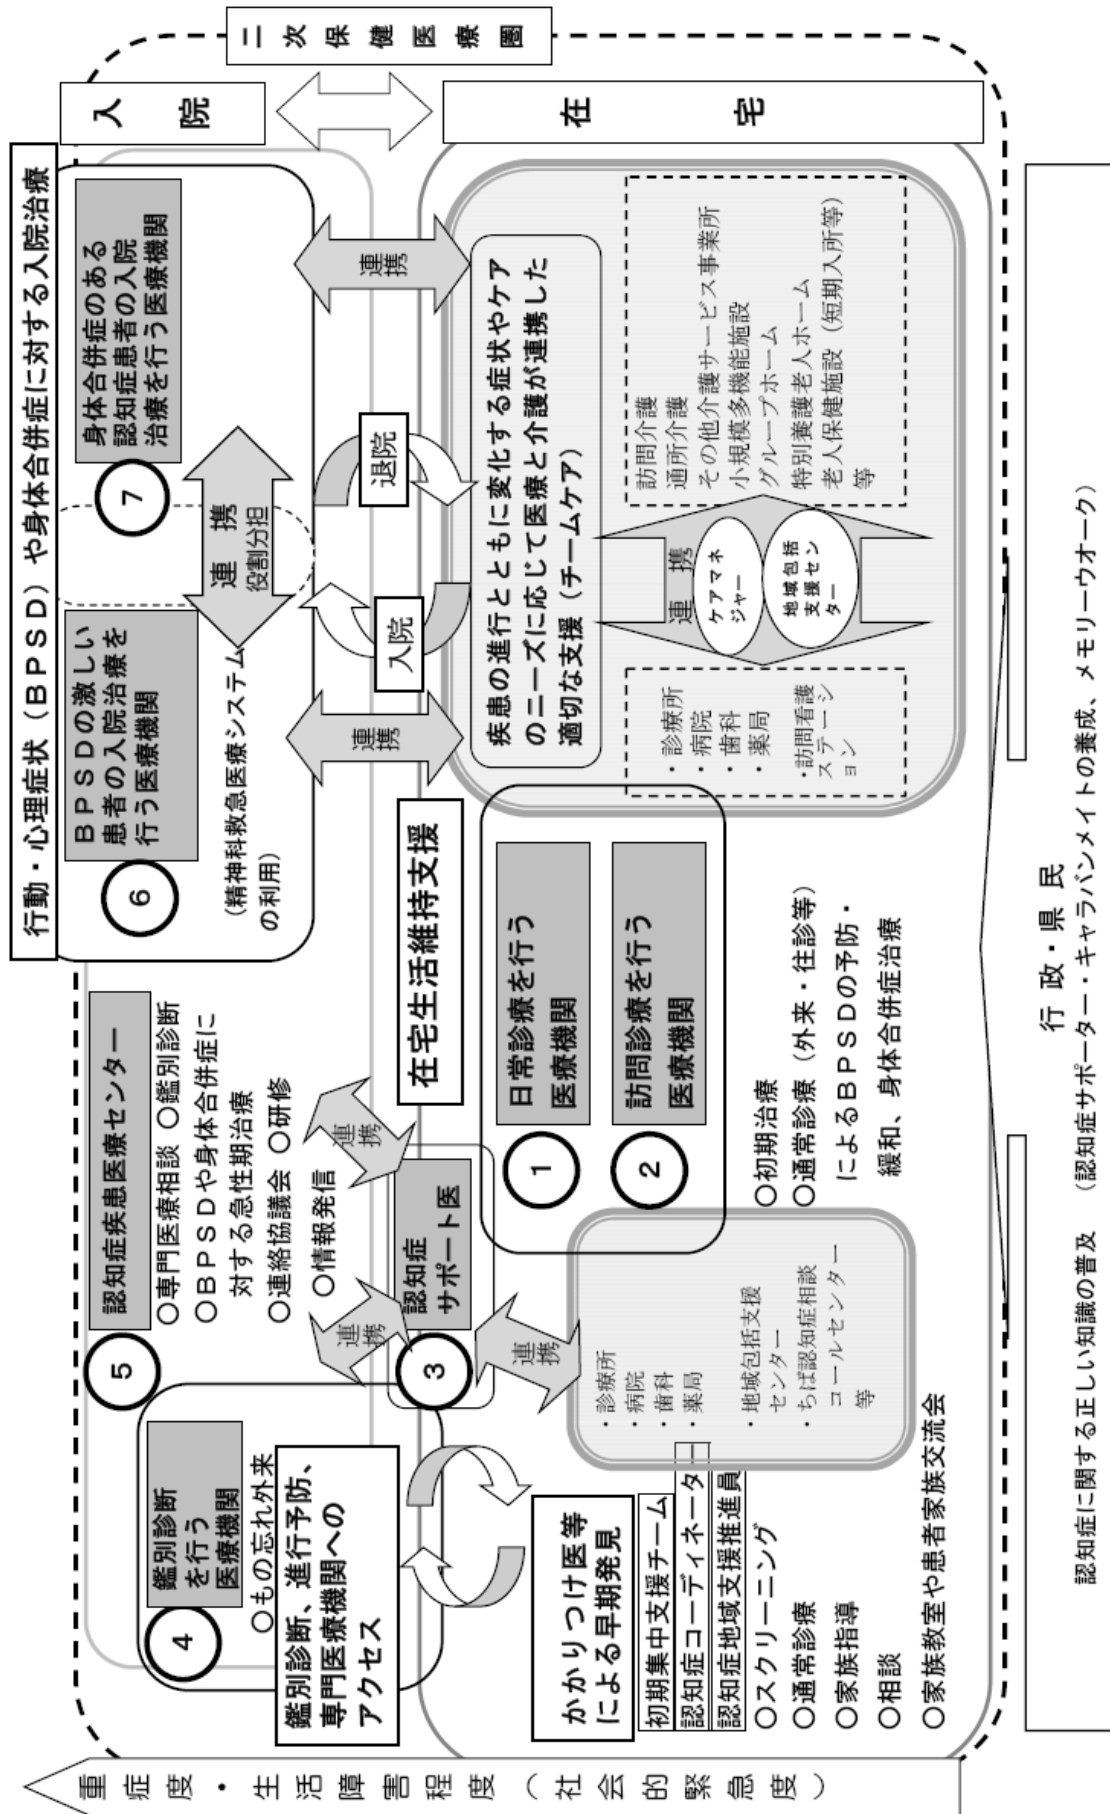 重症度・生活障害程度（社会的緊急度）
④
鑑別診断
を行う
医療機関
○もの忘れ外来
鑑別診断、進行予防、
専門医療機関への
アクセス
かかりつけ医等
による早期発見
初期集中支援チーム
認知症コーディネーター
認知症地域支援推進員
○スクリーニング
○通常診療
○家族指導
○相談
○家族教室や患者家族交流会
⑤
認知症疾患医療センター
○専門医療相談 ○鑑別診断
○ＢＰＳＤや身体合併症に
対する急性期治療
○連絡協議会 ○研修
○情報発信
連携
連携
③
認知症
サポート医
連携
・診療所
・病院
・歯科
・薬局
・地域包括支援
センター
・ちば認知症相談
コールセンター
等
在宅生活維持支援
①
日常診療を行う
医療機関
②
訪問診療を行う
医療機関
○初期治療
○通常診療（外来・往診等）
によるＢＰＳＤの予防・
緩和、身体合併症治療
行動・心理症状（ＢＰＳＤ）や身体合併症に対する入院治療
⑥
ＢＰＳＤの激しい
患者の入院治療を
行う医療機関
（精神科救急医療システム
の利用）
連携
役割分担
⑦
身体合併症のある
認知症患者の入院
治療を行う医療機関
連携
入院
退院
連携
疾患の進行とともに変化する症状やケア
のニーズに応じて医療と介護が連携した
適切な支援（チームケア）
・診療所
・病院
・歯科
・薬局
・訪問看護
ステーショ
ン
連携
ケアマネ
ジャー
地域包括
支援セン
ター
訪問介護
通所介護
その他介護サービス事業所
小規模多機能施設
グループホーム
特別養護老人ホーム
老人保健施設（短期入所等）
等
入院
在宅
二次保健医療圏
行政・県民
認知症に関する正しい知識の普及　（認知症サポーター・キャラバンメイトの養成、メモリーウオーク）